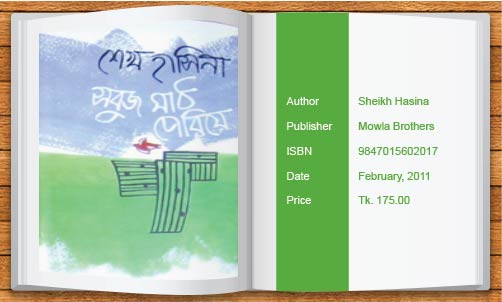 শেখ হাসিনা
সবুজ মাঠ
পেরিয়ে
Author Sheikh Hasina
Publisher Mowla Brothers
ISBN 9847015602017
Date February, 2011
Price Tk. 175.00